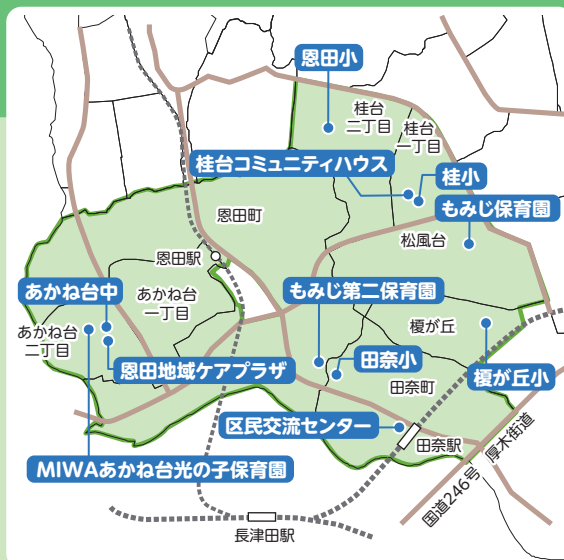 恩田小
桂台
二丁目
桂台
一丁目
桂台コミュニティハウス
桂小
もみじ保育園
恩田町
松風台
恩田駅
あかね台中
あかね台
一丁目
もみじ第二保育園
あかね台
二丁目
榎が丘
恩田地域ケアプラザ
田奈小
榎が丘小
田奈町
区民交流センター
田奈駅
厚木街道
国道246号
MIWAあかね台光の子保育園
長津田駅